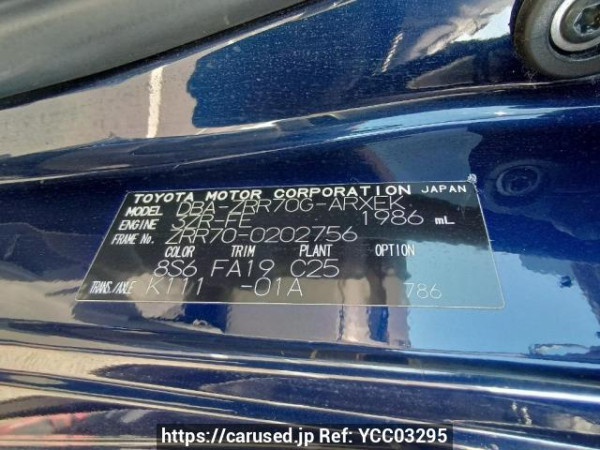 TOYOTA MOTOR CORPORATION JAPAN
MODEL DBA-ZRR70G-ARXEK
ENGINE 3ZR-FE 1986 mL
FRAME No. ZRR70-0202756
COLOR TRIM PLANT OPTION
8S6 FA19 C25
TRANS./AXLE K111 -01A 786
https://carused.jp Ref: YCC03295